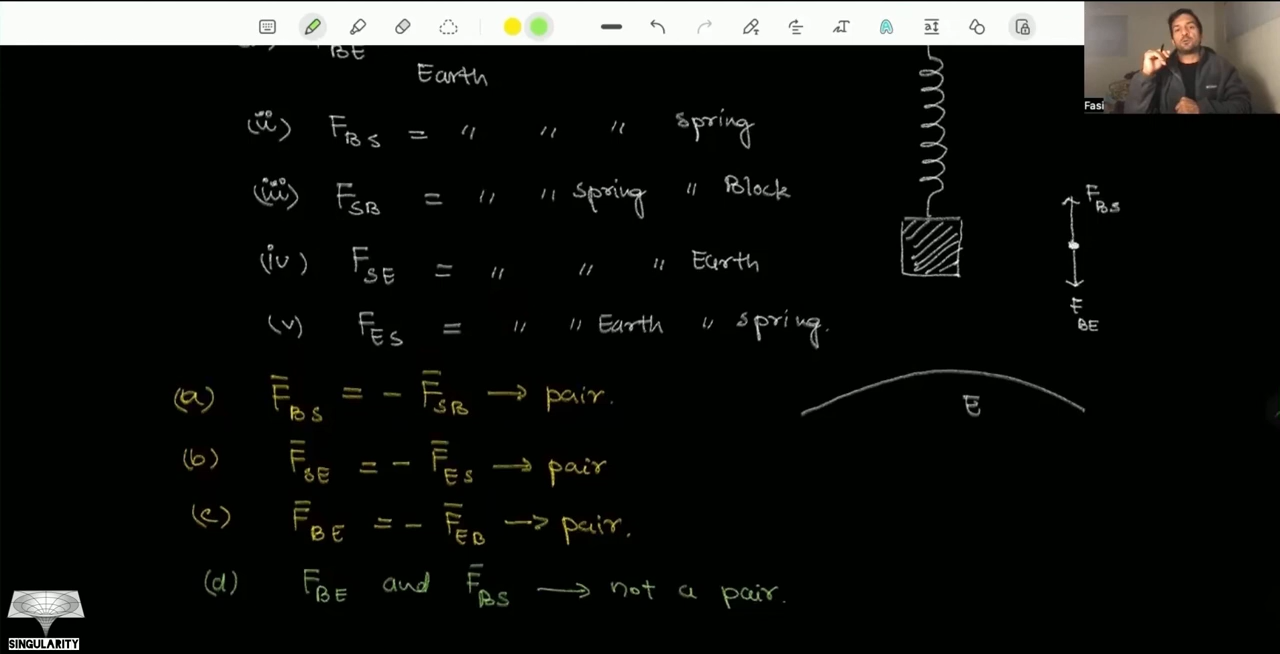 F_BE
Earth
(ii) F_BS = " " " spring
(iii) F_SB = " " spring " Block
(iv) F_SE = " " " Earth
(v) F_ES = " " Earth " spring.
(a) F̄_BS = - F̄_SB → pair.
(b) F̄_SE = - F̄_ES → pair
(c) F̄_BE = - F̄_EB → pair.
(d) F_BE and F̄_BS → not a pair.
F_BS
F_BE
E
Fasi
SINGULARITY